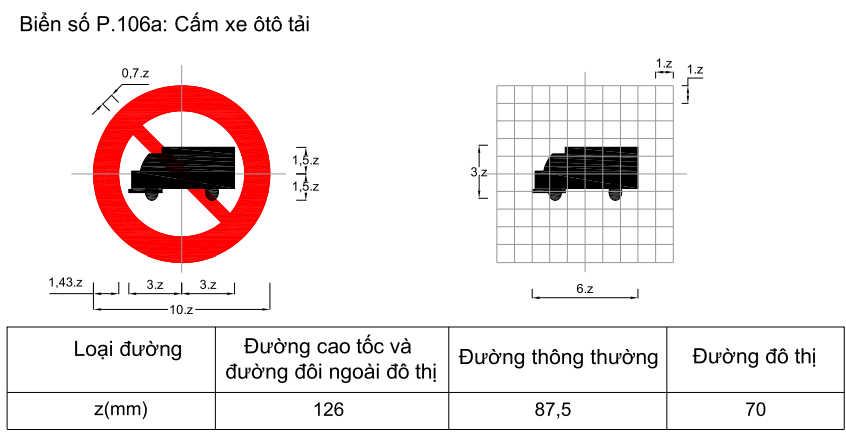 Biển số P.106a: Cấm xe ôtô tải
0,7.z
1,5.z
1,5.z
1,43.z
3.z
3.z
10.z
1.z
1.z
3.z
6.z
Loại đường
Đường cao tốc và
đường đôi ngoài đô thị
Đường thông thường
Đường đô thị
z(mm)
126
87,5
70